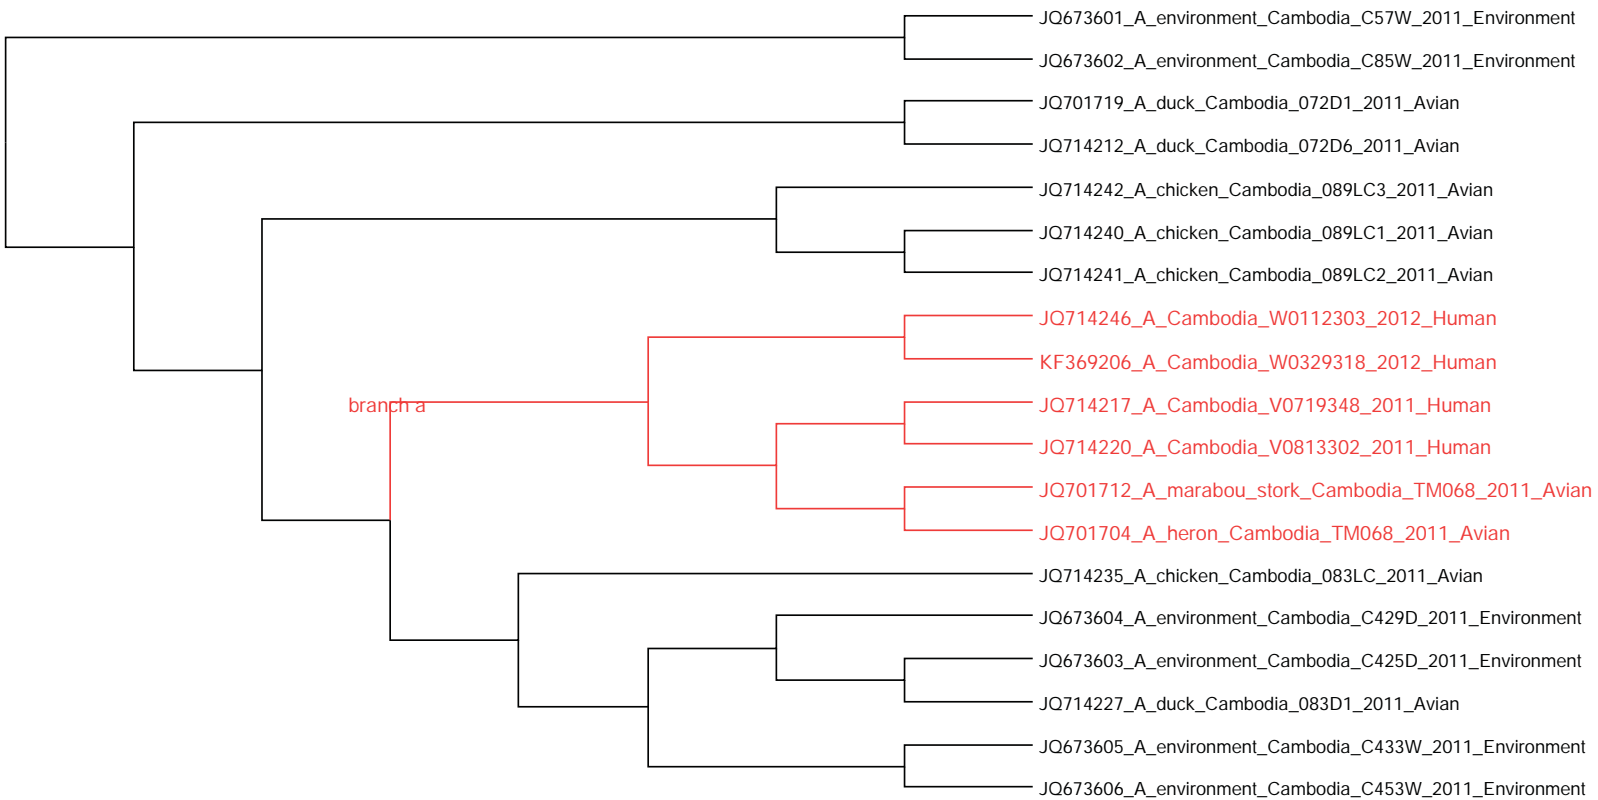 JQ673601_A_environment_Cambodia_C57W_2011_Environment
JQ673602_A_environment_Cambodia_C85W_2011_Environment
JQ701719_A_duck_Cambodia_072D1_2011_Avian
JQ714212_A_duck_Cambodia_072D6_2011_Avian
JQ714242_A_chicken_Cambodia_089LC3_2011_Avian
JQ714240_A_chicken_Cambodia_089LC1_2011_Avian
JQ714241_A_chicken_Cambodia_089LC2_2011_Avian
JQ714246_A_Cambodia_W0112303_2012_Human
KF369206_A_Cambodia_W0329318_2012_Human
branch a
JQ714217_A_Cambodia_V0719348_2011_Human
JQ714220_A_Cambodia_V0813302_2011_Human
JQ701712_A_marabou_stork_Cambodia_TM068_2011_Avian
JQ701704_A_heron_Cambodia_TM068_2011_Avian
JQ714235_A_chicken_Cambodia_083LC_2011_Avian
JQ673604_A_environment_Cambodia_C429D_2011_Environment
JQ673603_A_environment_Cambodia_C425D_2011_Environment
JQ714227_A_duck_Cambodia_083D1_2011_Avian
JQ673605_A_environment_Cambodia_C433W_2011_Environment
JQ673606_A_environment_Cambodia_C453W_2011_Environment